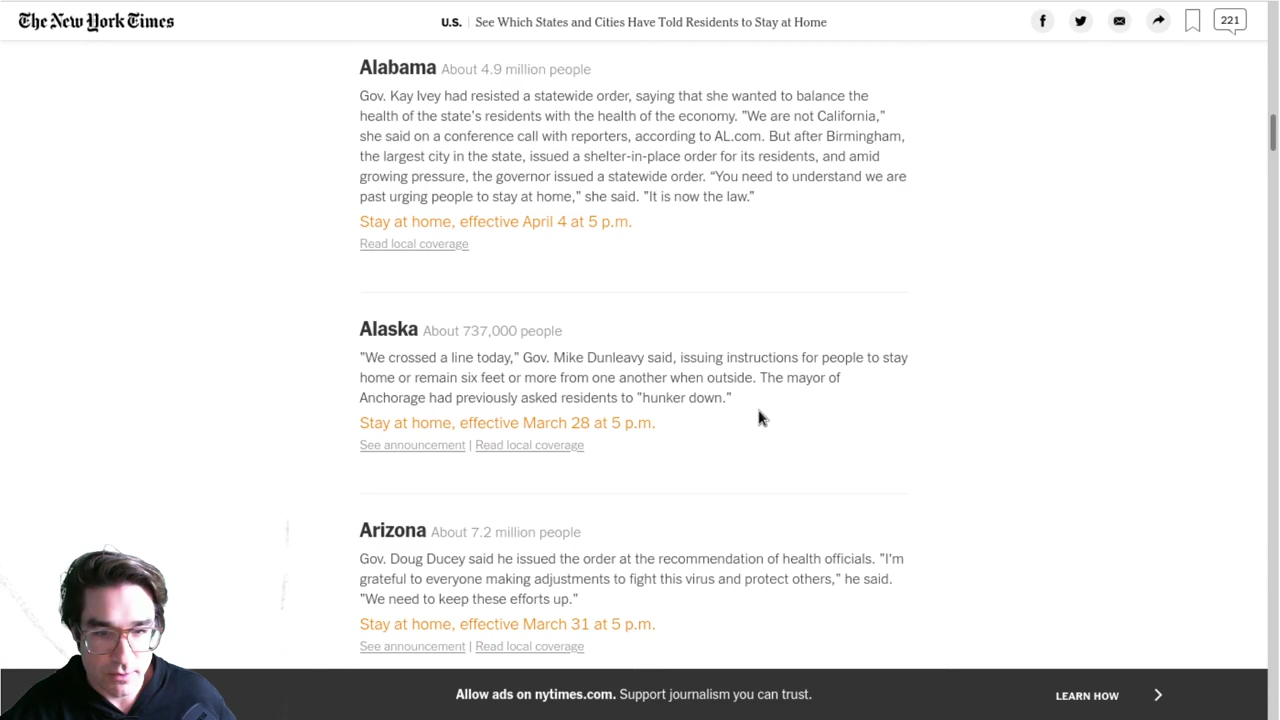 The New York Times
U.S. See Which States and Cities Have Told Residents to Stay at Home
221
Alabama About 4.9 million people
Gov. Kay Ivey had resisted a statewide order, saying that she wanted to balance the
health of the state's residents with the health of the economy. "We are not California,"
she said on a conference call with reporters, according to AL.com. But after Birmingham,
the largest city in the state, issued a shelter-in-place order for its residents, and amid
growing pressure, the governor issued a statewide order. “You need to understand we are
past urging people to stay at home,” she said. "It is now the law.”
Stay at home, effective April 4 at 5 p.m.
Read local coverage
Alaska About 737,000 people
"We crossed a line today," Gov. Mike Dunleavy said, issuing instructions for people to stay
home or remain six feet or more from one another when outside. The mayor of
Anchorage had previously asked residents to "hunker down."
Stay at home, effective March 28 at 5 p.m.
See announcement | Read local coverage
Arizona About 7.2 million people
Gov. Doug Ducey said he issued the order at the recommendation of health officials. "I'm
grateful to everyone making adjustments to fight this virus and protect others,” he said.
"We need to keep these efforts up."
Stay at home, effective March 31 at 5 p.m.
See announcement | Read local coverage
Allow ads on nytimes.com. Support journalism you can trust.
LEARN HOW